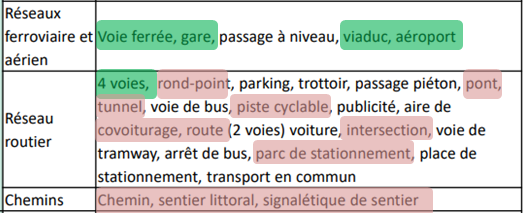 Réseaux
ferroviaire et
aérien
Voie ferrée, gare, passage à niveau, viaduc, aéroport
Réseau
routier
4 voies, rond-point, parking, trottoir, passage piéton, pont,
tunnel, voie de bus, piste cyclable, publicité, aire de
covoiturage, route (2 voies) voiture, intersection, voie de
tramway, arrêt de bus, parc de stationnement, place de
stationnement, transport en commun
Chemins
Chemin, sentier littoral, signalétique de sentier